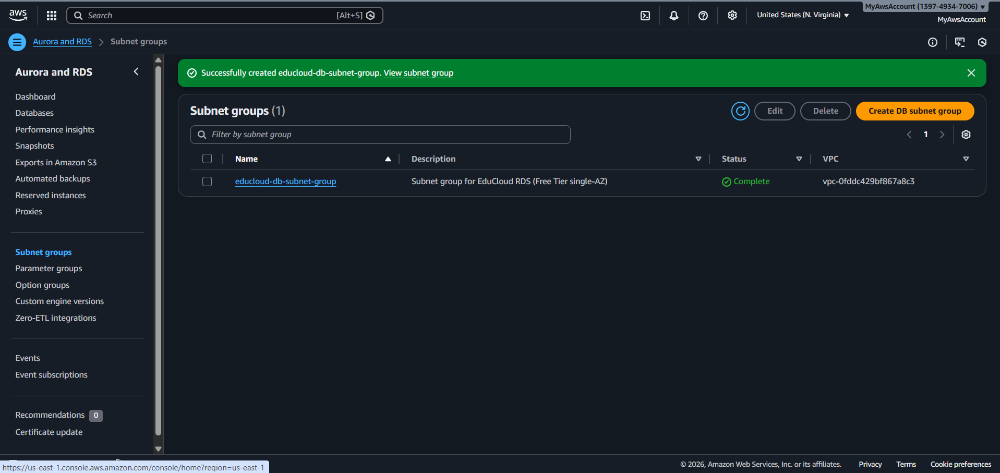 aws
Search [Alt+S]
United States (N. Virginia)
MyAwsAccount (1397-4934-7006)
MyAwsAccount
Aurora and RDS
Subnet groups
Aurora and RDS
Dashboard
Databases
Performance insights
Snapshots
Exports in Amazon S3
Automated backups
Reserved instances
Proxies
Subnet groups
Parameter groups
Option groups
Custom engine versions
Zero-ETL integrations
Events
Event subscriptions
Recommendations 0
Certificate update
Successfully created educloud-db-subnet-group. View subnet group
Subnet groups (1)
Edit
Delete
Create DB subnet group
Filter by subnet group
1
Name Description Status VPC
educloud-db-subnet-group Subnet group for EduCloud RDS (Free Tier single-AZ) Complete vpc-0fddc429bf867a8c3
https://us-east-1.console.aws.amazon.com/console/home?region=us-east-1
© 2026, Amazon Web Services, Inc. or its affiliates. Privacy Terms Cookie preferences